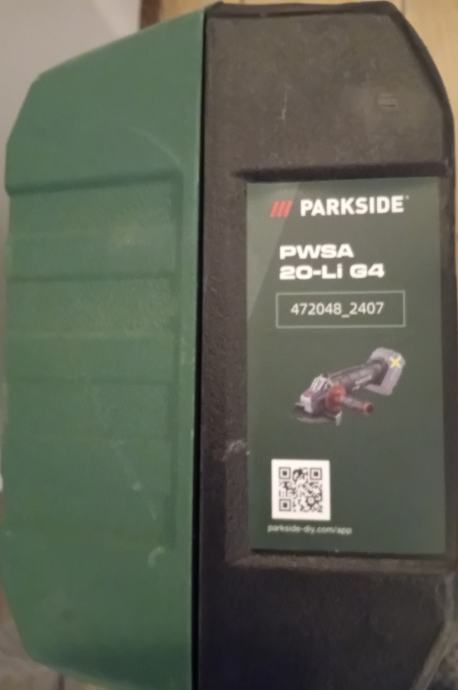 PARKSIDE
PWSA
20-Li G4
472048_2407
parkside-diy.com/app